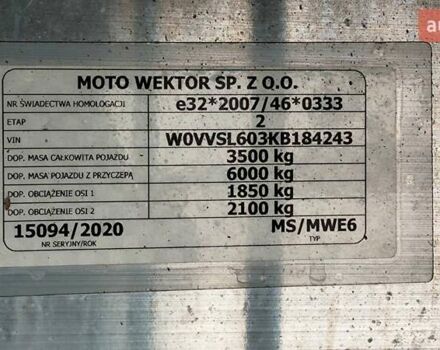 MOTO WEKTOR SP. Z O.O.
NR ŚWIADECTWA HOMOLOGACJI e32*2007/46*0333
ETAP 2
VIN W0VVSL603KB184243
DOP. MASA CAŁKOWITA POJAZDU 3500 kg
DOP. MASA POJAZDU Z PRZYCZEPĄ 6000 kg
DOP. OBCIĄŻENIE OSI 1 1850 kg
DOP. OBCIĄŻENIE OSI 2 2100 kg
15094/2020 MS/MWE6
NR SERYJNY/ROK TYP